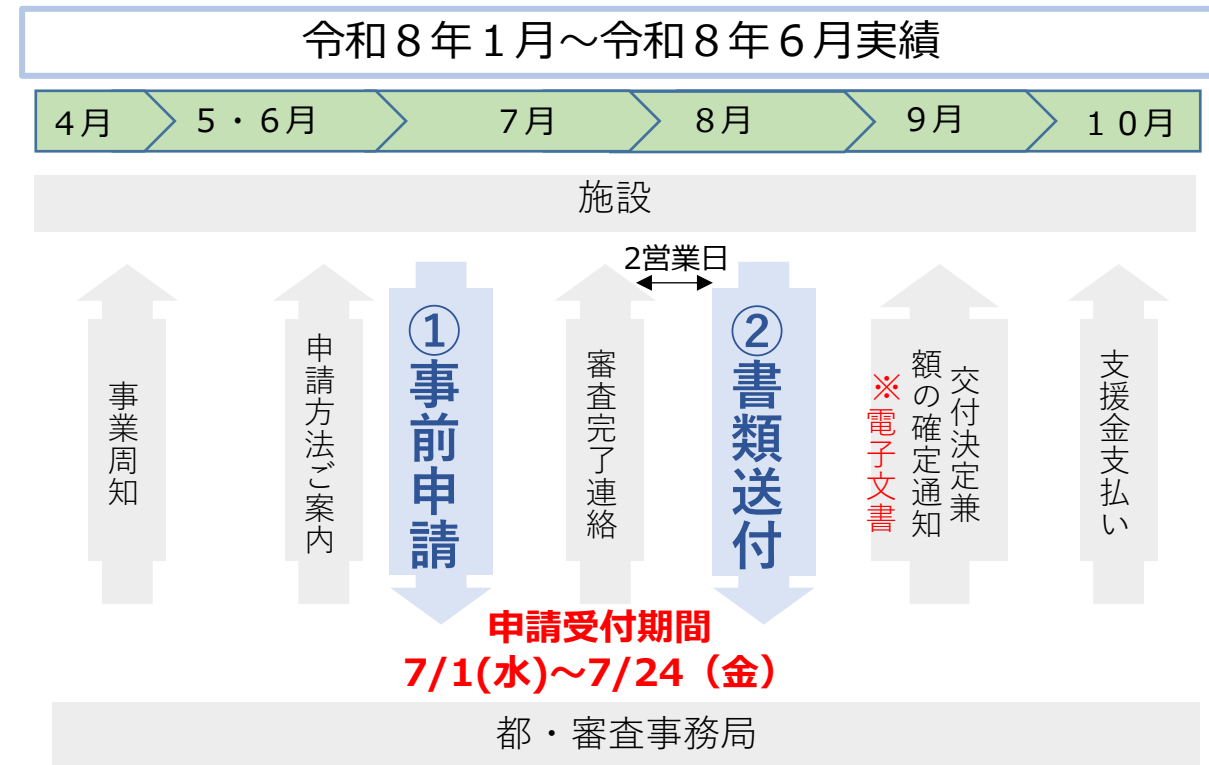 令和８年１月～令和８年６月実績
４月
５・６月
７月
８月
９月
１０月
施設
2営業日
事業周知
申請方法ご案内
①事前申請
審査完了連絡
②書類送付
交付決定兼
額の確定通知
※電子文書
支援金支払い
申請受付期間
7/1(水)～7/24（金）
都・審査事務局